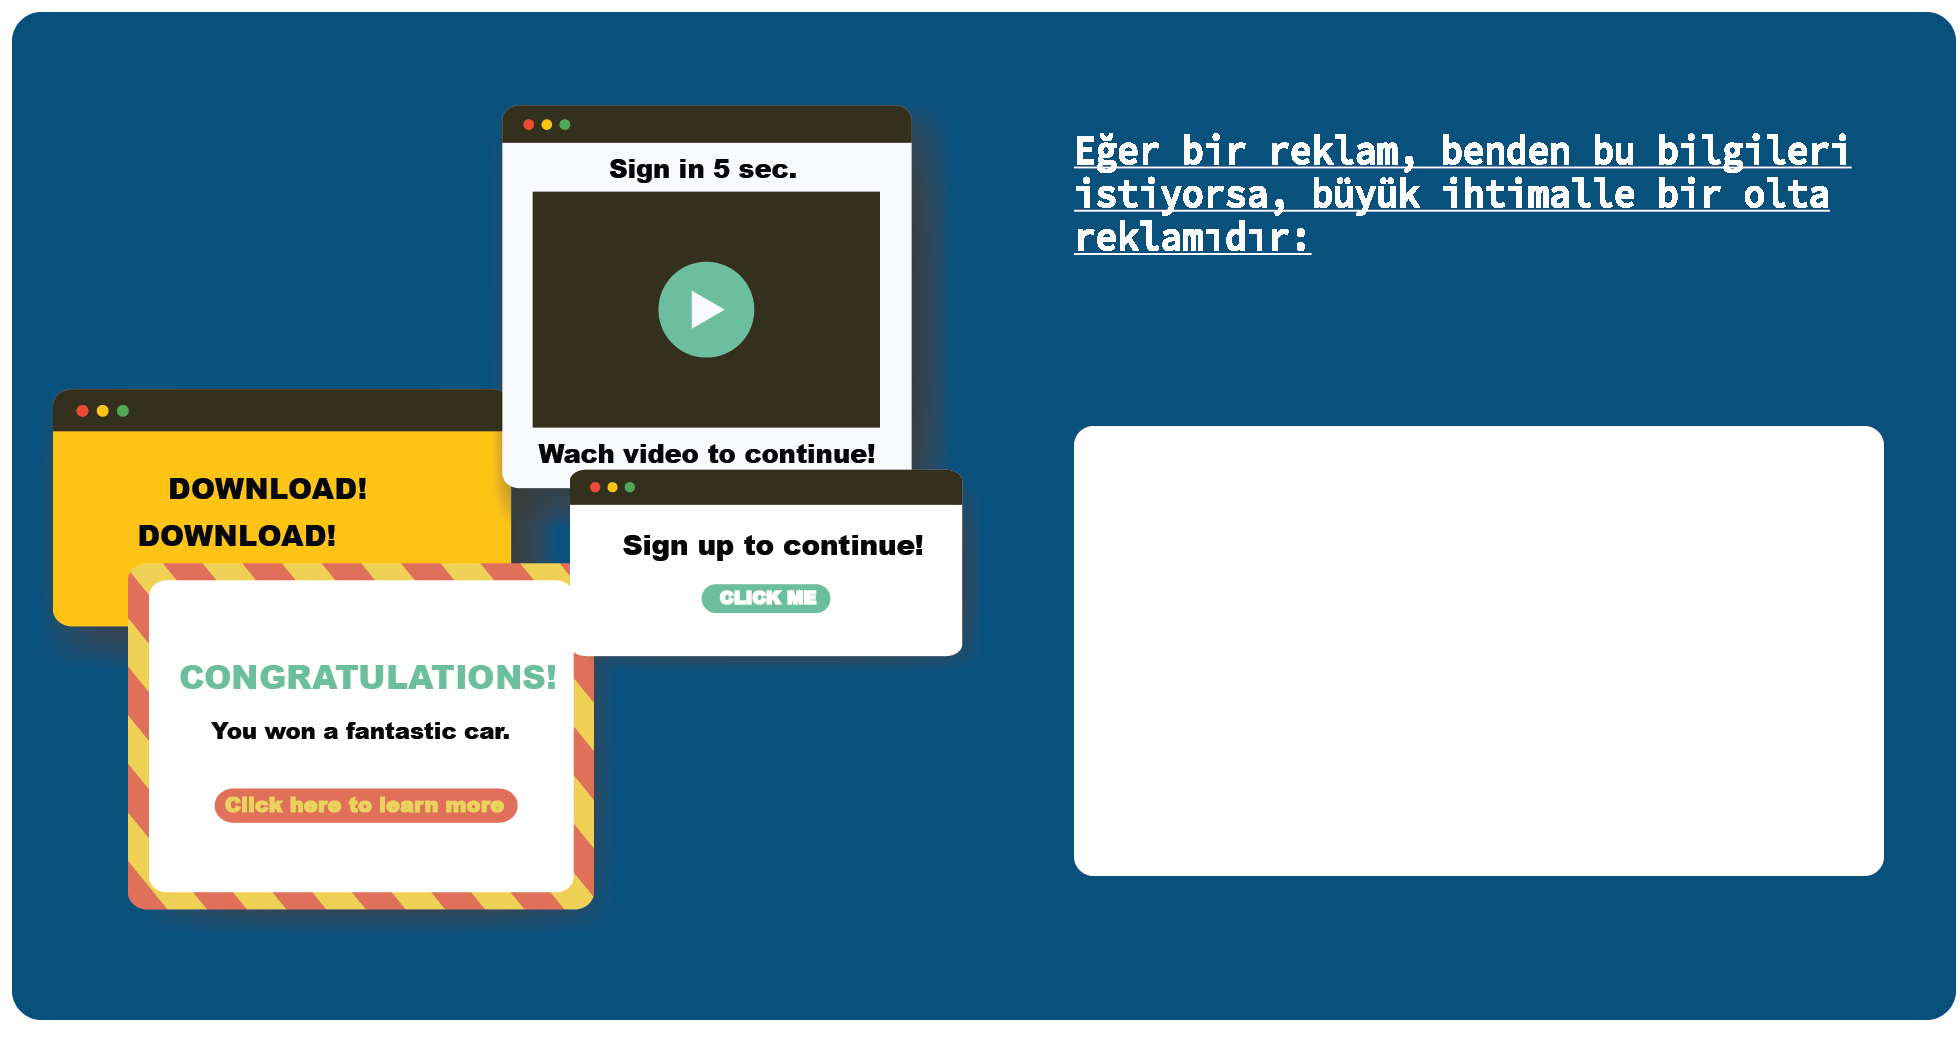 Sign in 5 sec.
Wach video to continue!
DOWNLOAD!
DOWNLOAD!
Sign up to continue!
CLICK ME
CONGRATULATIONS!
You won a fantastic car.
Click here to learn more
Eğer bir reklam, benden bu bilgileri
istiyorsa, büyük ihtimalle bir olta
reklamıdır: